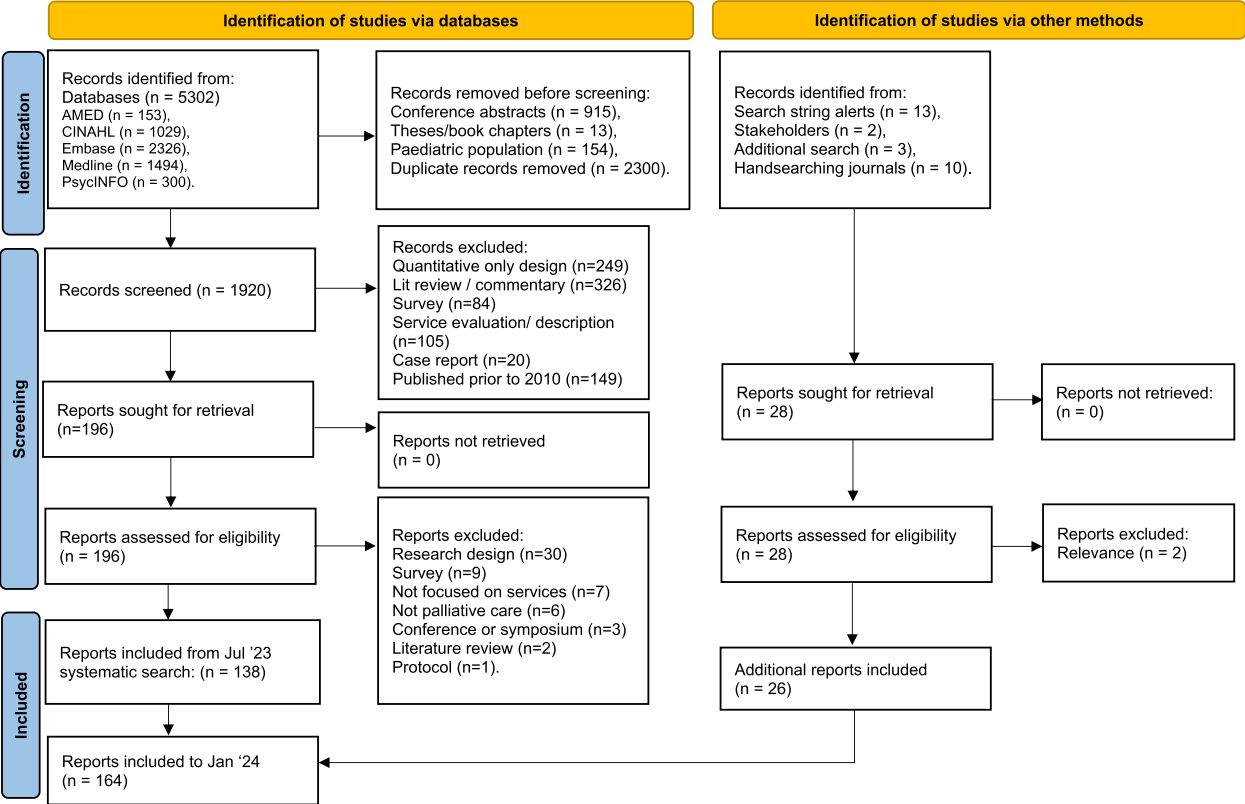 Identification of studies via databases
Identification of studies via other methods
Identification
Records identified from:
Databases (n = 5302)
AMED (n = 153),
CINAHL (n = 1029),
Embase (n = 2326),
Medline (n = 1494),
PsycINFO (n = 300).
Records removed before screening:
Conference abstracts (n = 915),
Theses/book chapters (n = 13),
Paediatric population (n = 154),
Duplicate records removed (n = 2300).
Records identified from:
Search string alerts (n = 13),
Stakeholders (n = 2),
Additional search (n = 3),
Handsearching journals (n = 10).
Screening
Records screened (n = 1920)
Records excluded:
Quantitative only design (n=249)
Lit review / commentary (n=326)
Survey (n=84)
Service evaluation/ description
(n=105)
Case report (n=20)
Published prior to 2010 (n=149)
Reports sought for retrieval
(n=196)
Reports not retrieved
(n = 0)
Reports sought for retrieval
(n = 28)
Reports not retrieved:
(n = 0)
Reports assessed for eligibility
(n = 196)
Reports excluded:
Research design (n=30)
Survey (n=9)
Not focused on services (n=7)
Not palliative care (n=6)
Conference or symposium (n=3)
Literature review (n=2)
Protocol (n=1).
Reports assessed for eligibility
(n = 28)
Reports excluded:
Relevance (n = 2)
Included
Reports included from Jul ’23
systematic search: (n = 138)
Additional reports included
(n = 26)
Reports included to Jan ‘24
(n = 164)